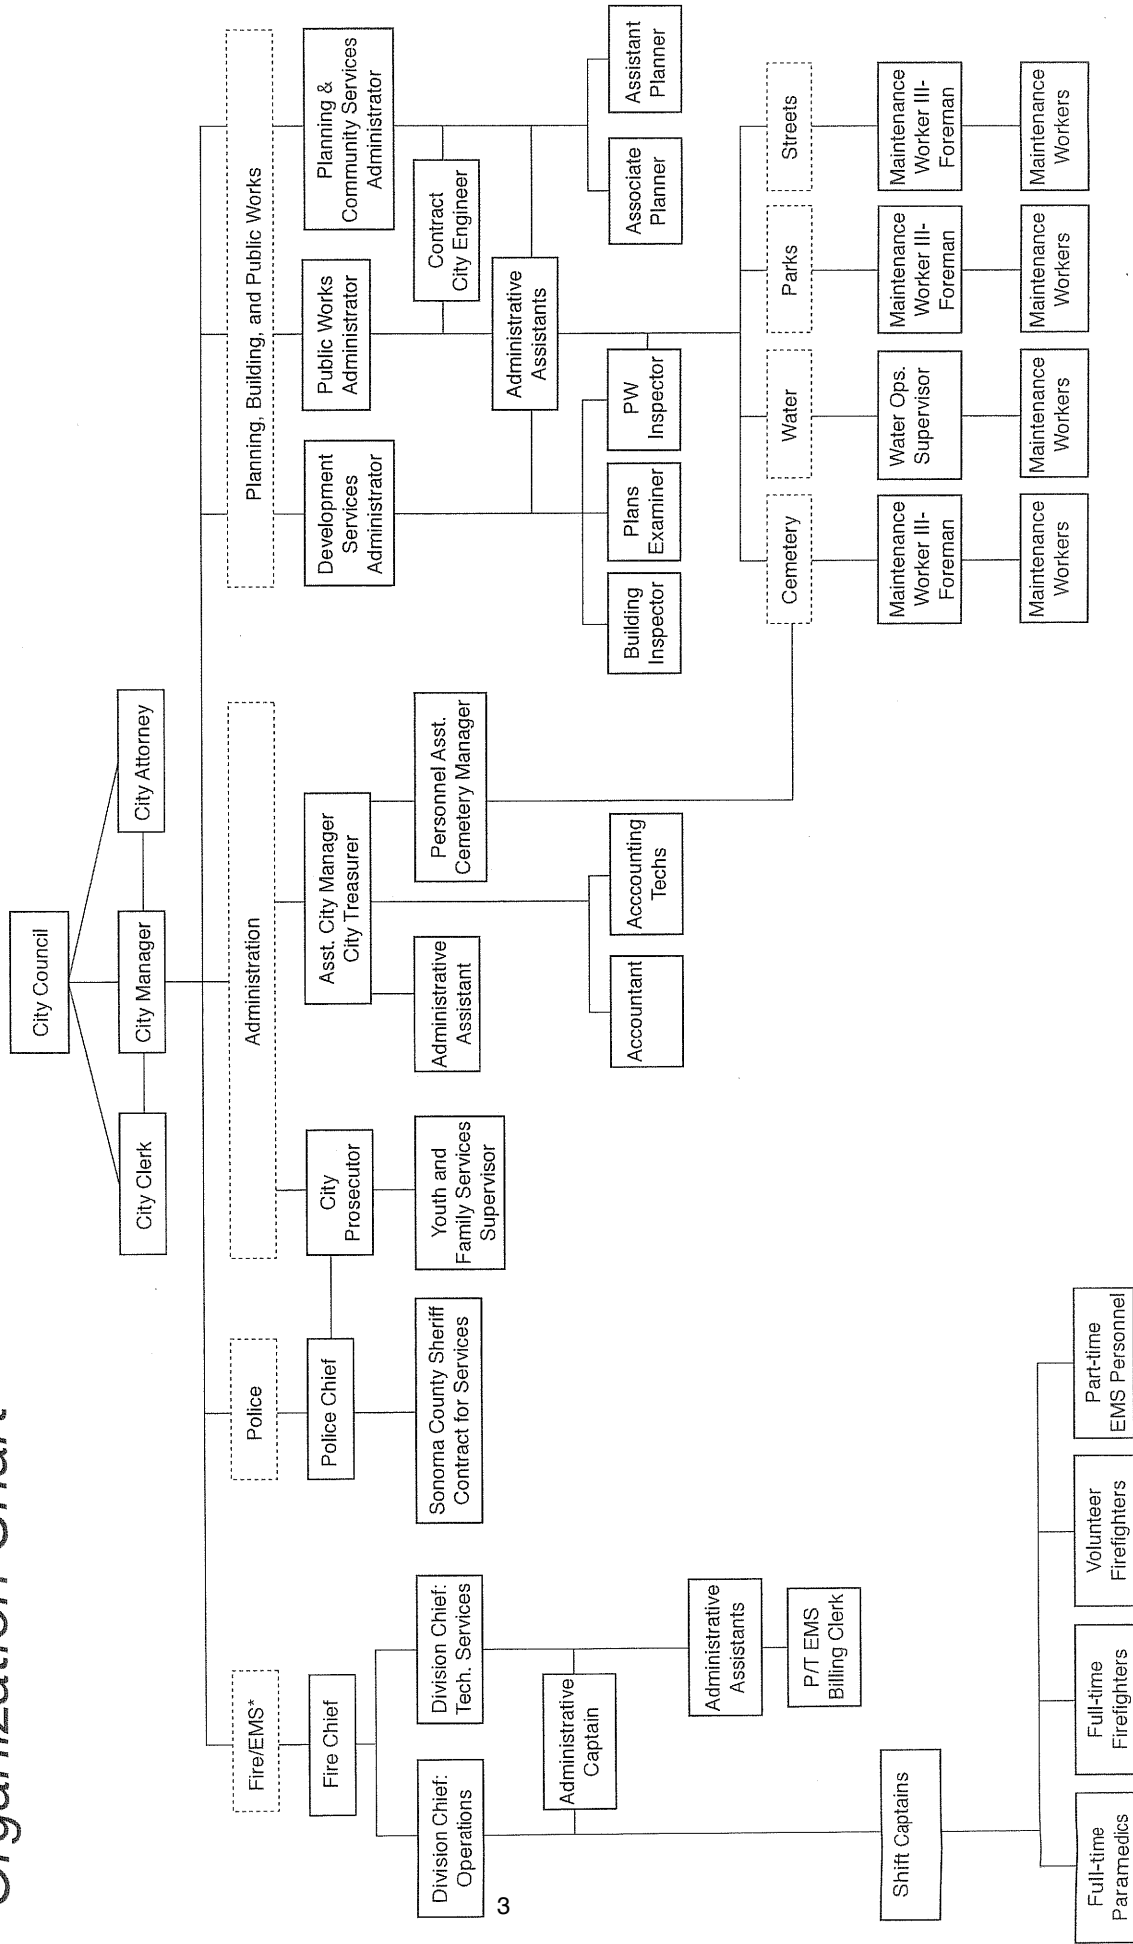 Organization Chart
City Council
City Clerk
City Manager
City Attorney
Fire/EMS*
Police
Administration
Planning, Building, and Public Works
Fire Chief
Police Chief
City
Prosecutor
Asst. City Manager
City Treasurer
Development
Services
Administrator
Public Works
Administrator
Planning &
Community Services
Administrator
Division Chief:
Operations
Division Chief:
Tech. Services
Sonoma County Sheriff
Contract for Services
Youth and
Family Services
Supervisor
Administrative
Assistant
Personnel Asst.
Cemetery Manager
Contract
City Engineer
Administrative
Captain
Administrative
Assistants
Accountant
Acccounting
Techs
Building
Inspector
Plans
Examiner
PW
Inspector
Associate
Planner
Assistant
Planner
Administrative
Assistants
P/T EMS
Billing Clerk
Cemetery
Water
Parks
Streets
Shift Captains
Maintenance
Worker III-
Foreman
Water Ops.
Supervisor
Maintenance
Worker III-
Foreman
Maintenance
Worker III-
Foreman
Maintenance
Workers
Maintenance
Workers
Maintenance
Workers
Maintenance
Workers
Full-time
Paramedics
Full-time
Firefighters
Volunteer
Firefighters
Part-time
EMS Personnel
3